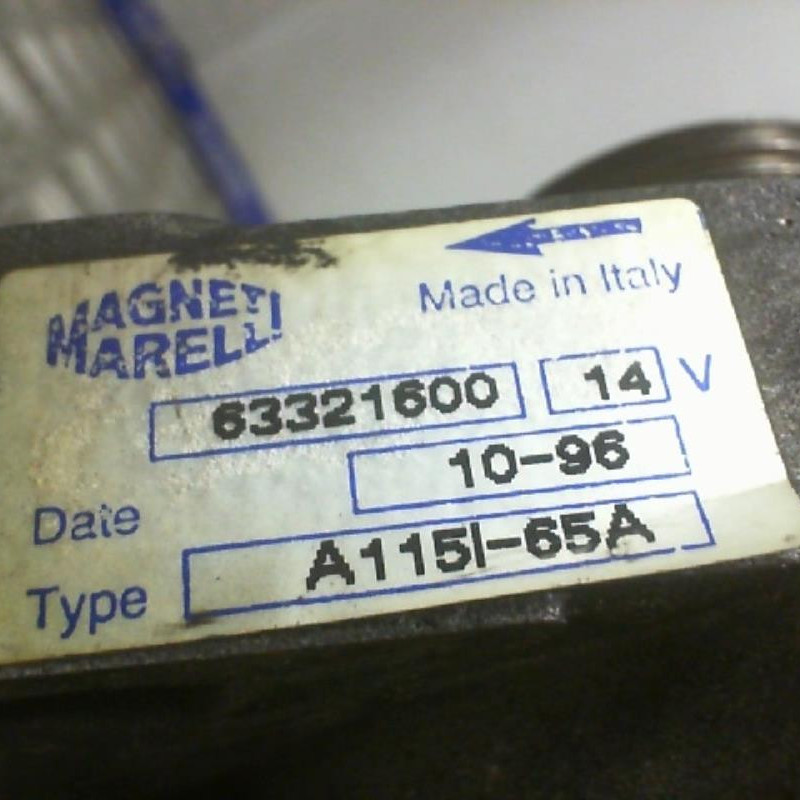 Made in Italy
MAGNETI
MARELLI
63321600 14 V
Date 10-96
Type A115I-65A